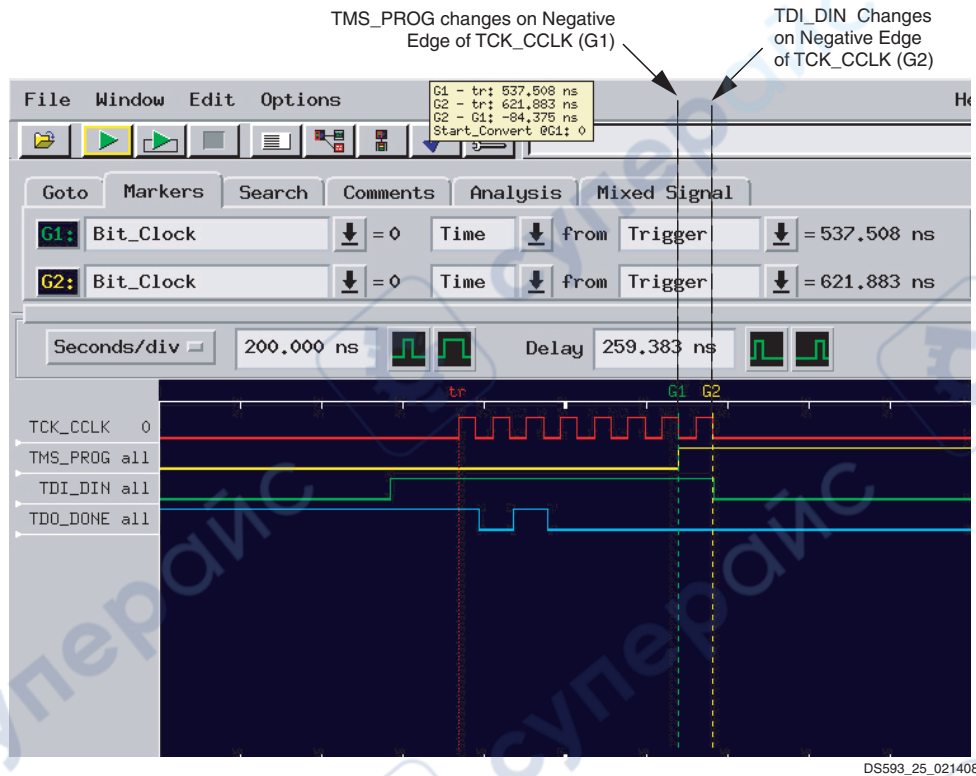 TMS_PROG changes on Negative
Edge of TCK_CCLK (G1)
TDI_DIN Changes
on Negative Edge
of TCK_CCLK (G2)
File Window Edit Options
G1 - tr: 537.508 ns
G2 - tr: 621.883 ns
G2 - G1: -84.375 ns
Start_Convert @G1: 0
He
Goto Markers Search Comments Analysis Mixed Signal
G1: Bit_Clock = 0 Time from Trigger = 537.508 ns
G2: Bit_Clock = 0 Time from Trigger = 621.883 ns
Seconds/div 200.000 ns Delay 259.383 ns
tr G1 G2
TCK_CCLK 0
TMS_PROG all
TDI_DIN all
TDO_DONE all
DS593_25_021408
суперайс